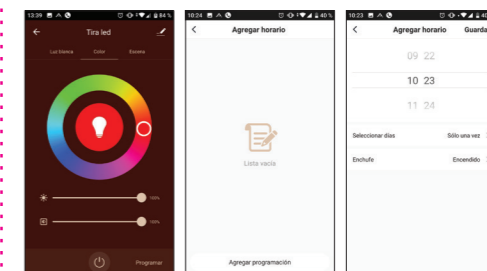 13:39 84 %
Tira led
Luz blanca Color Escena
100%
100%
Programar
10:24 40 %
Agregar horario
Lista vacía
Agregar programación
10:23 40
Agregar horario Guarda
09 22
10 23
11 24
Seleccionar días Sólo una vez
Enchufe Encendido